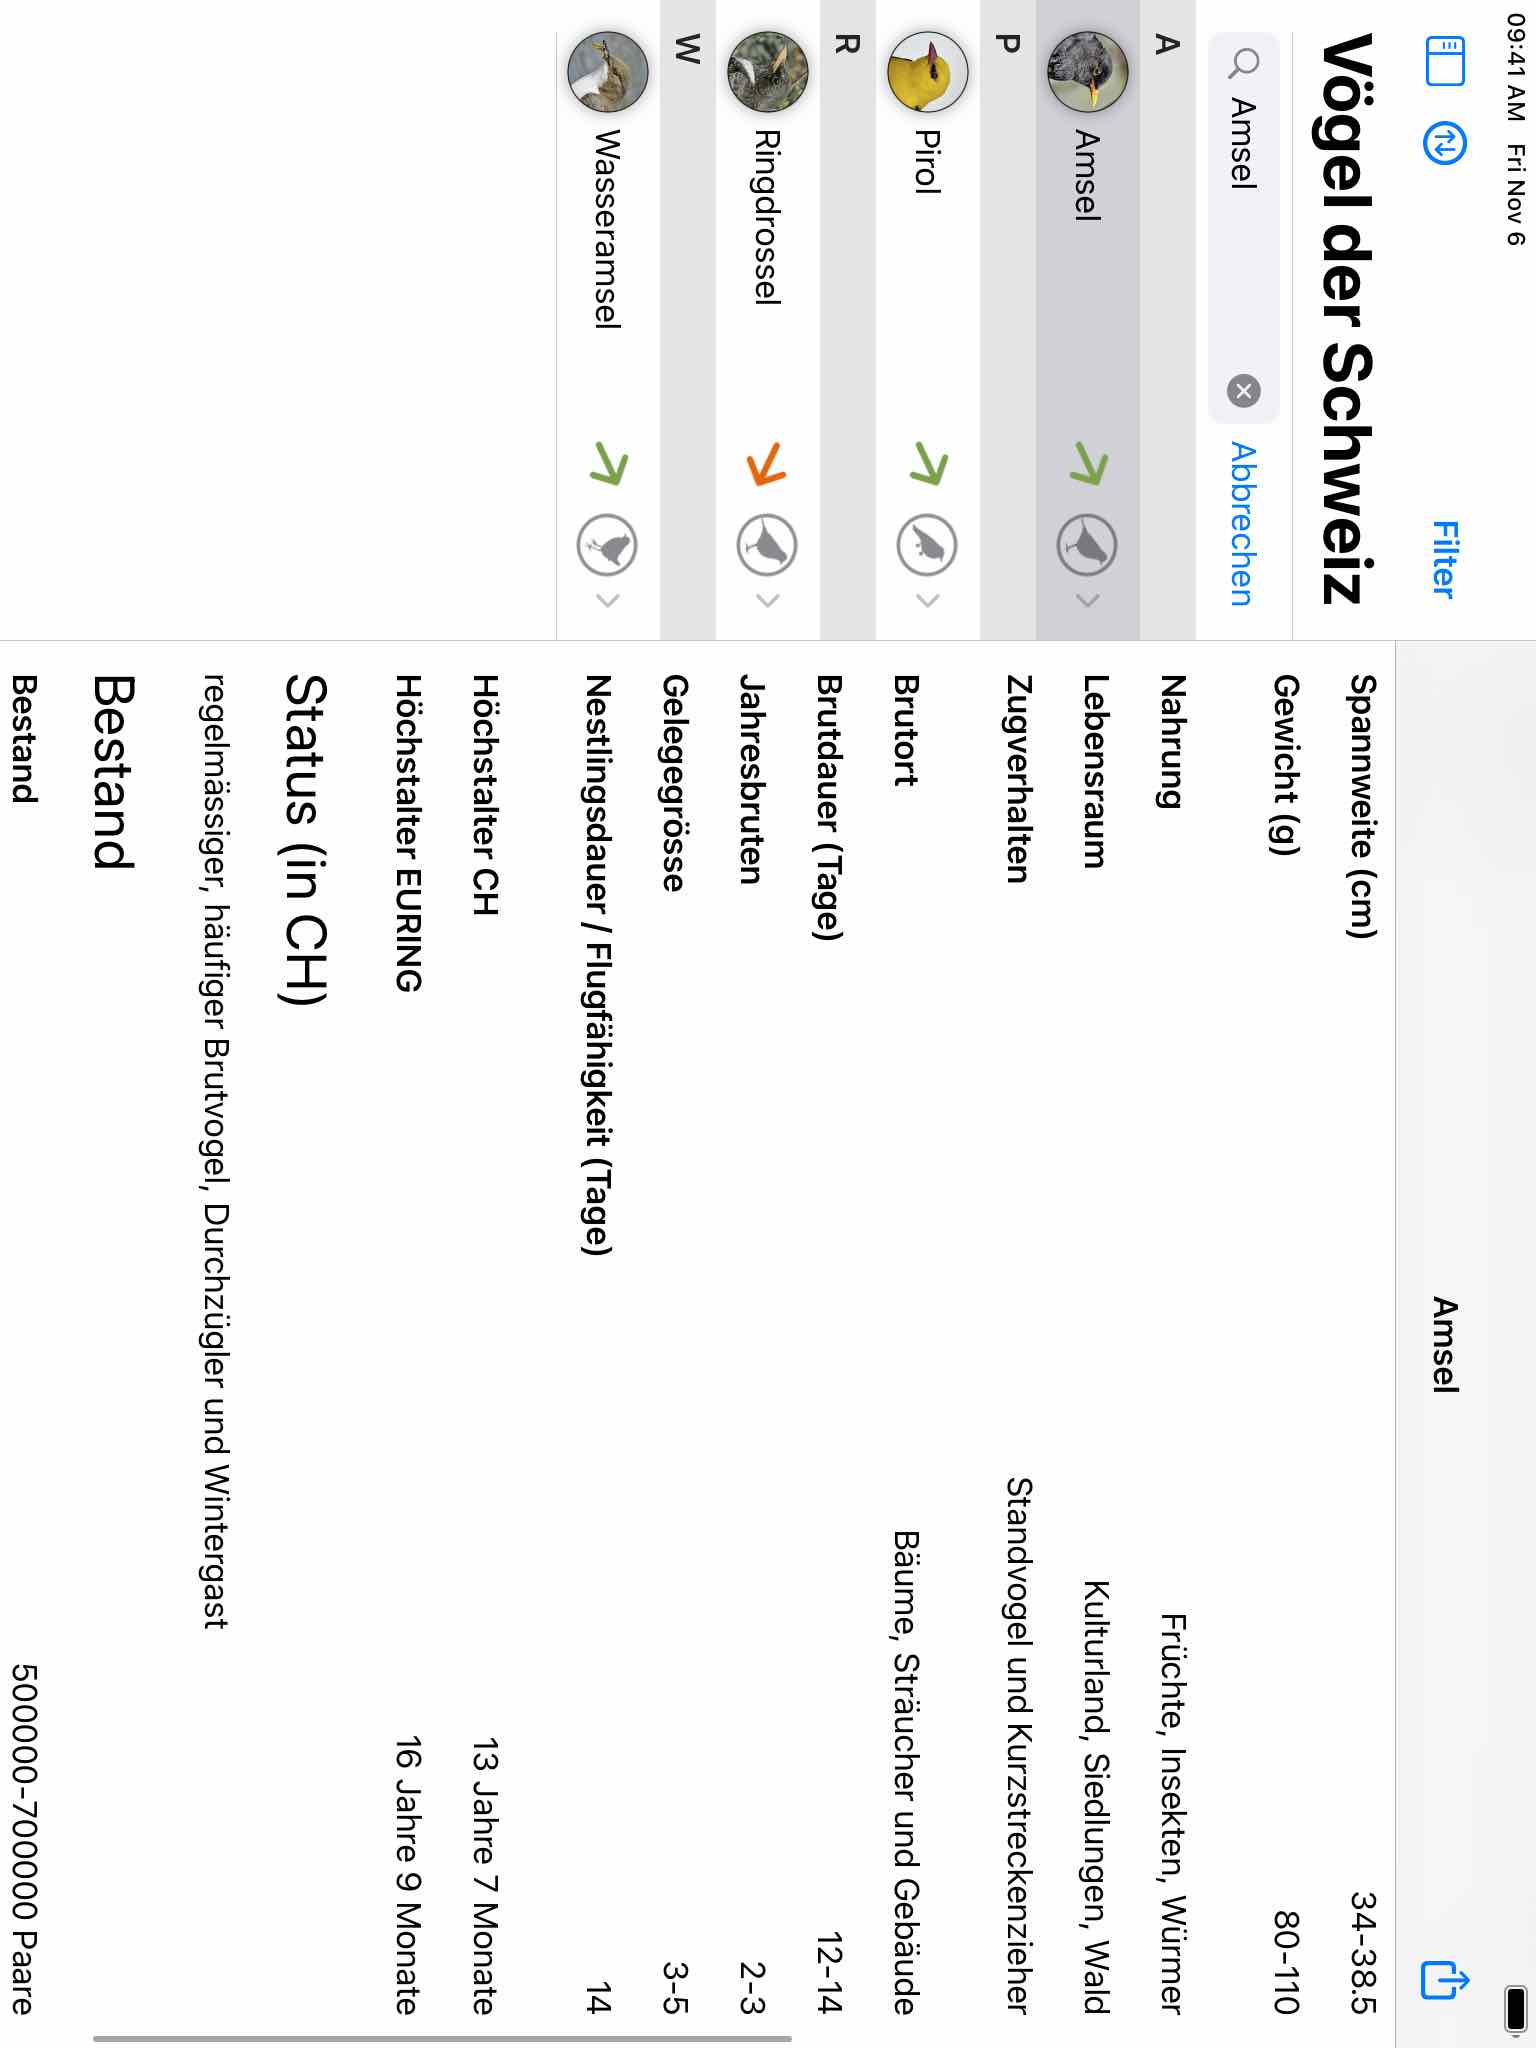 09:41 AM Fri Nov 6
Filter
Vögel der Schweiz
Amsel
Abbrechen
A
Amsel
P
Pirol
R
Ringdrossel
W
Wasseramsel
Amsel
Spannweite (cm) 34-38.5
Gewicht (g) 80-110
Nahrung Früchte, Insekten, Würmer
Lebensraum Kulturland, Siedlungen, Wald
Zugverhalten Standvogel und Kurzstreckenzieher
Brutort Bäume, Sträucher und Gebäude
Brutdauer (Tage) 12-14
Jahresbruten 2-3
Gelegegrösse 3-5
Nestlingsdauer / Flugfähigkeit (Tage) 14
Höchstalter CH 13 Jahre 7 Monate
Höchstalter EURING 16 Jahre 9 Monate
Status (in CH)
regelmässiger, häufiger Brutvogel, Durchzügler und Wintergast
Bestand
Bestand 500000-700000 Paare